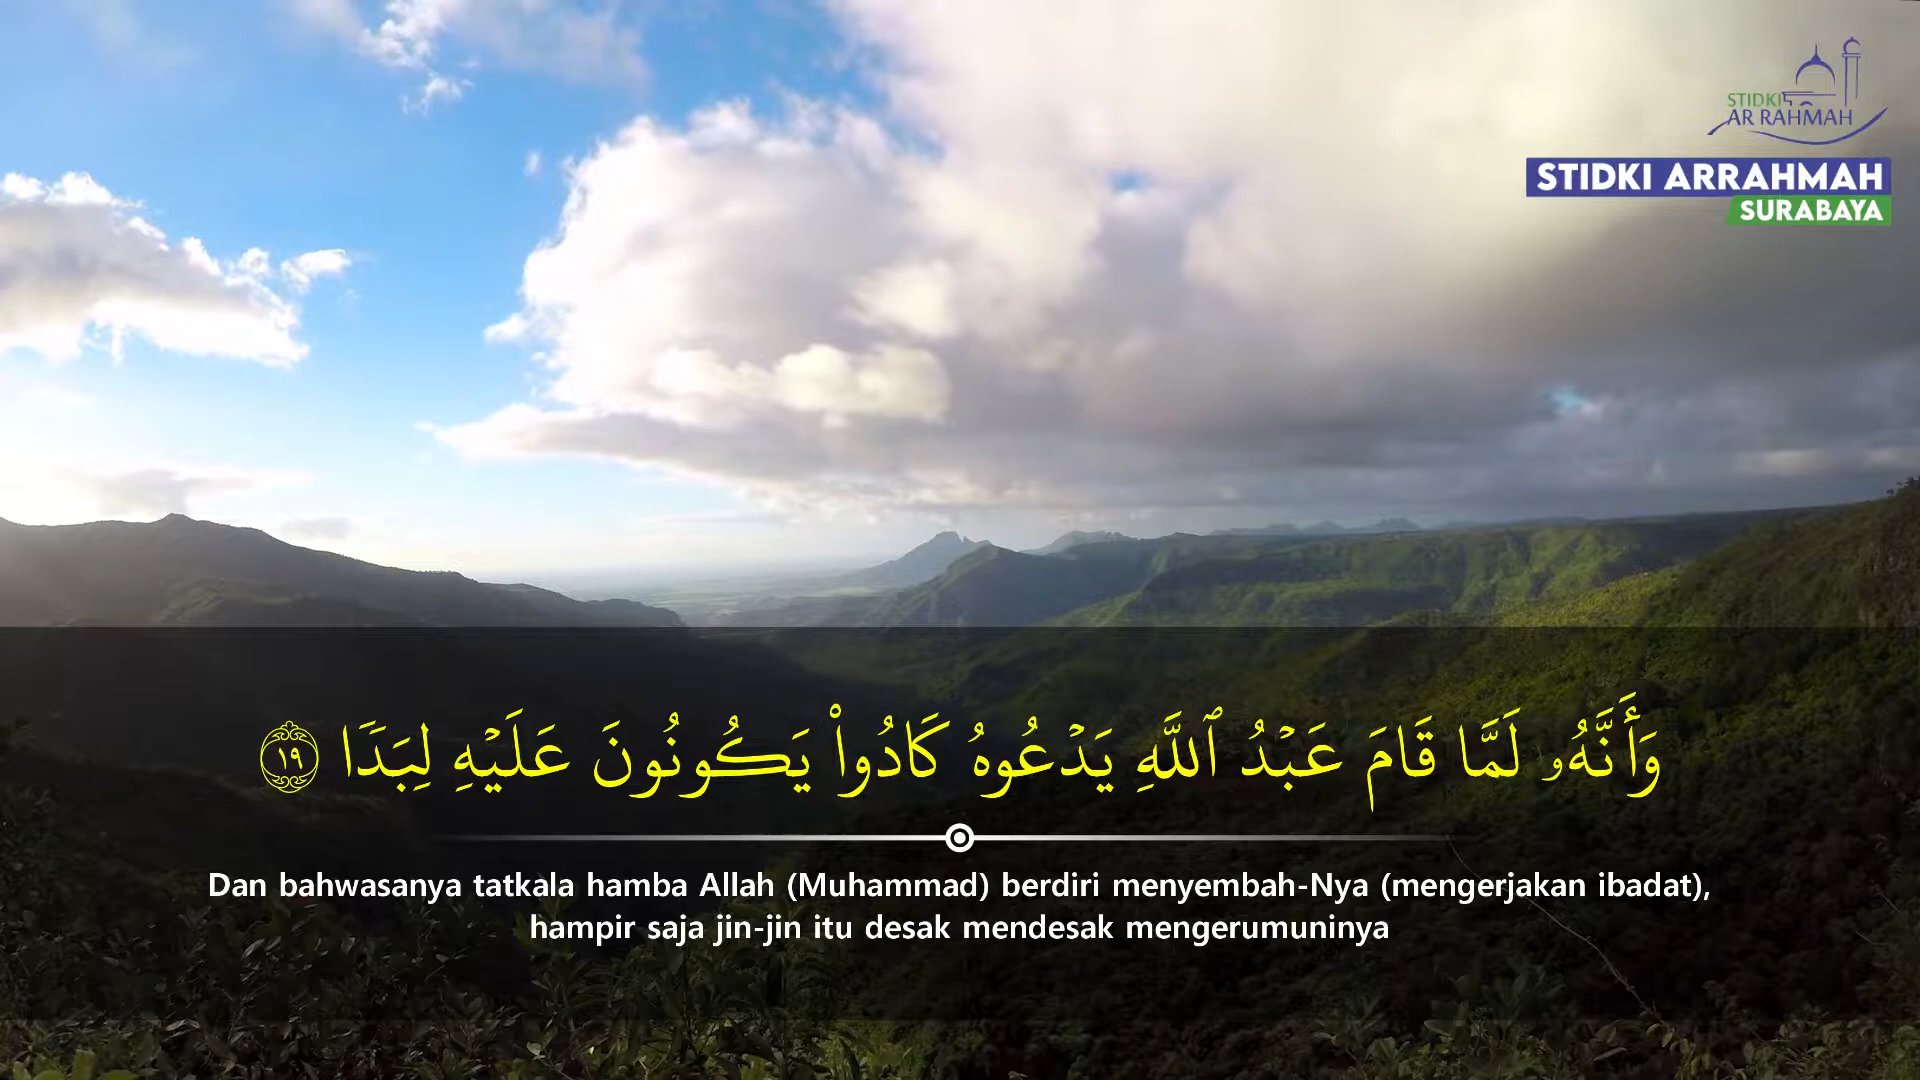 STIDKI
AR RAHMAH
STIDKI ARRAHMAH
SURABAYA
وَأَنَّهُۥ لَمَّا قَامَ عَبْدُ ٱللَّهِ يَدْعُوهُ كَادُوا۟ يَكُونُونَ عَلَيْهِ لِبَدًا ١٩
Dan bahwasanya tatkala hamba Allah (Muhammad) berdiri menyembah-Nya (mengerjakan ibadat),
hampir saja jin-jin itu desak mendesak mengerumuninya